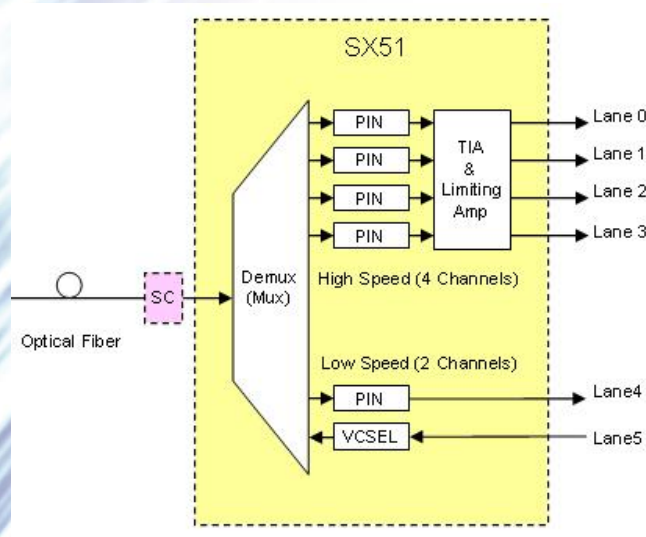 SX51
PIN
PIN
PIN
PIN
TIA
&
Limiting
Amp
Lane 0
Lane 1
Lane 2
Lane 3
Demux
(Mux)
High Speed (4 Channels)
SC
Optical Fiber
Low Speed (2 Channels)
PIN
Lane4
VCSEL
Lane5